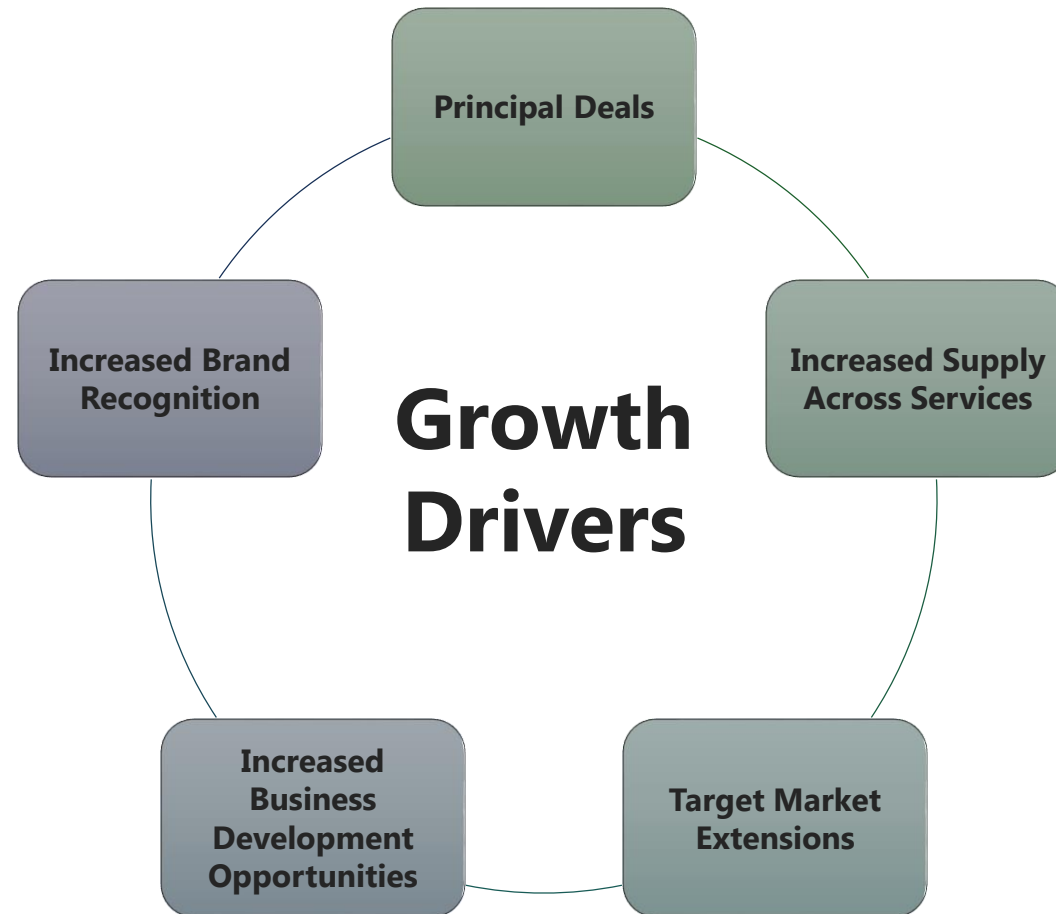 Principal Deals
Increased Brand
Recognition
Increased Supply
Across Services
Growth
Drivers
Increased
Business
Development
Opportunities
Target Market
Extensions